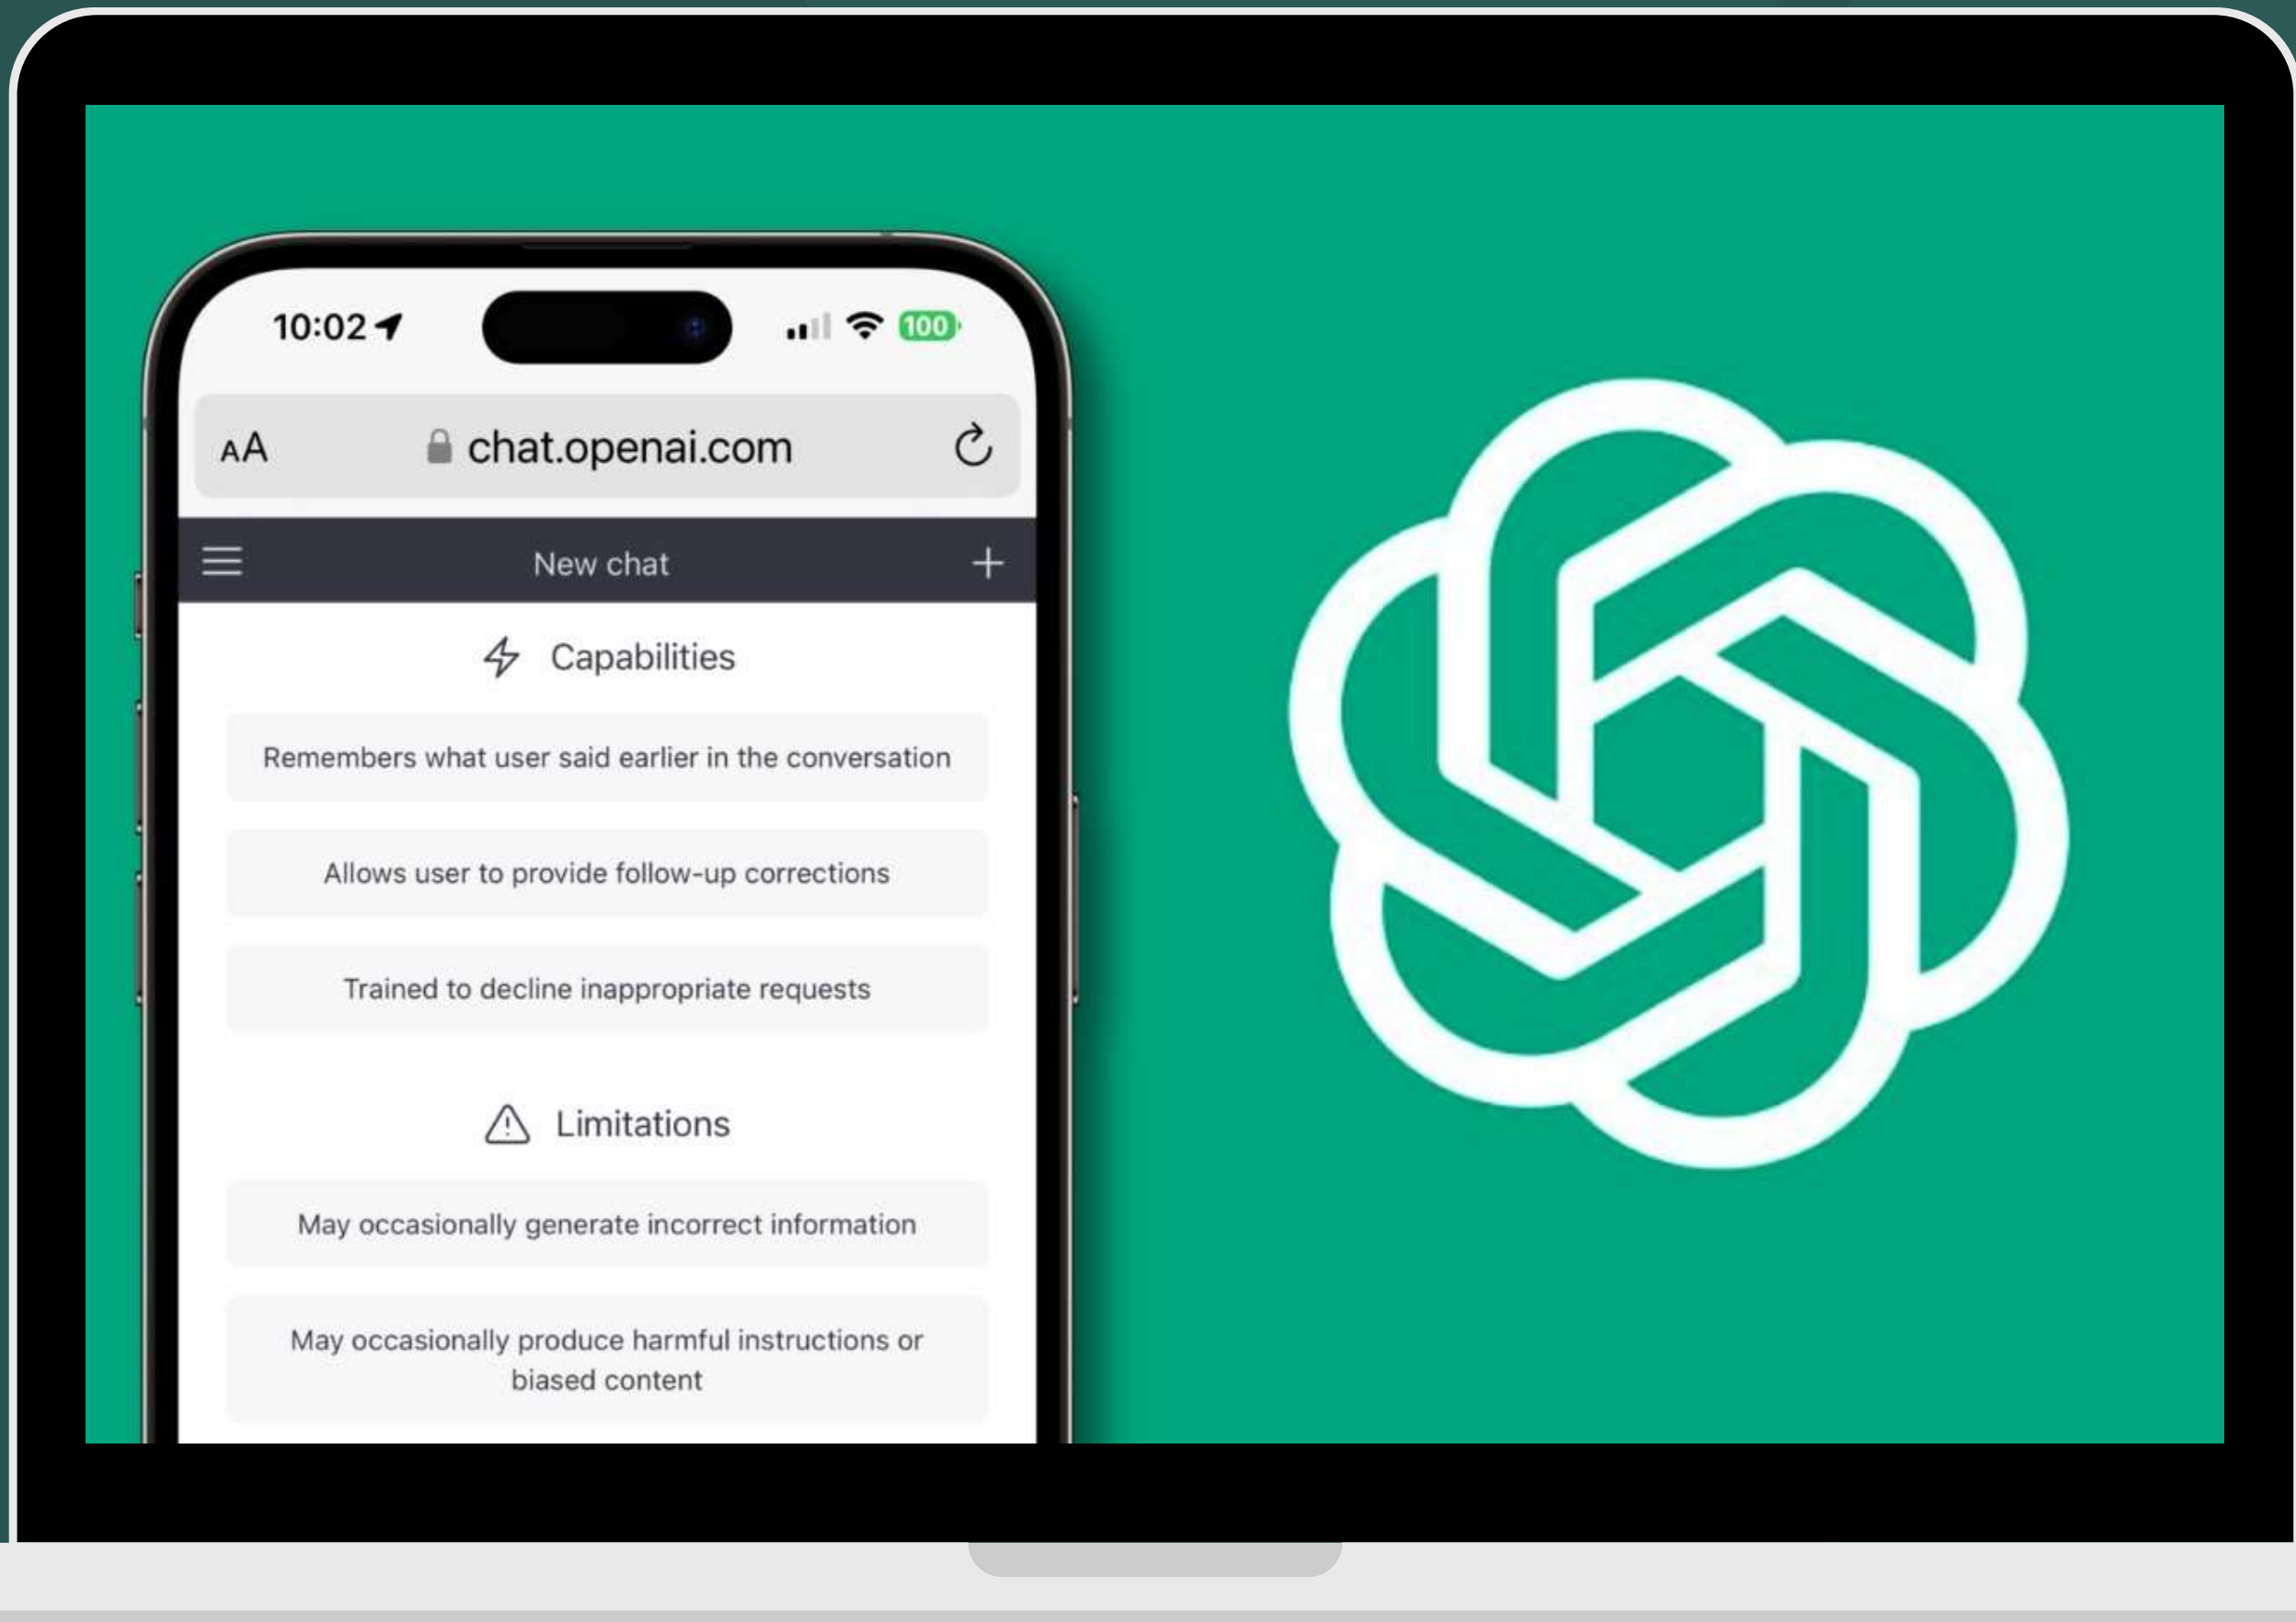 10:02
100
AA
chat.openai.com
New chat
Capabilities
Remembers what user said earlier in the conversation
Allows user to provide follow-up corrections
Trained to decline inappropriate requests
Limitations
May occasionally generate incorrect information
May occasionally produce harmful instructions or
biased content